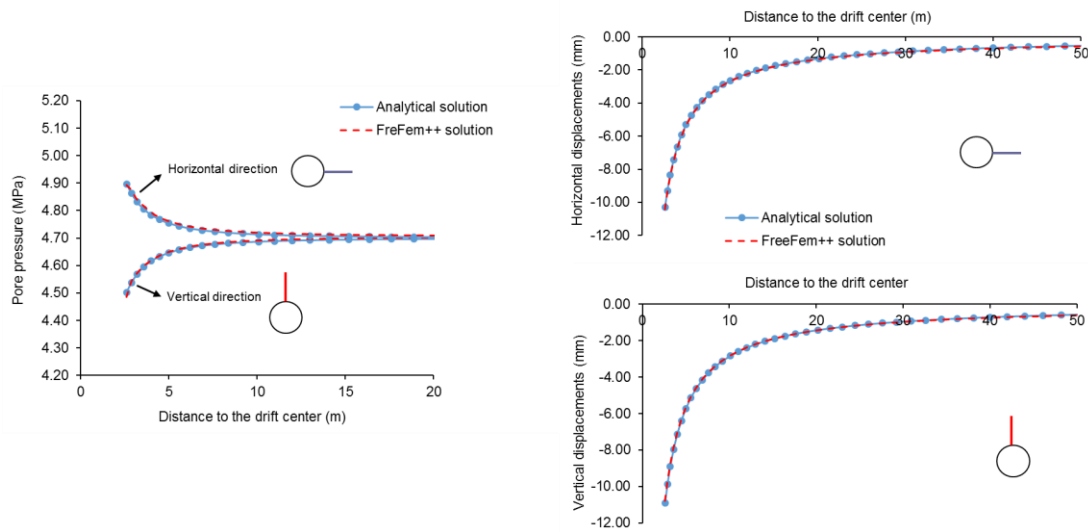 5.20
5.10
5.00
4.90
4.80
4.70
4.60
4.50
4.40
4.30
4.20
Pore pressure (MPa)
Analytical solution
FreFem++ solution
Horizontal direction
Vertical direction
0 5 10 15 20
Distance to the drift center (m)
Distance to the drift center (m)
0 10 20 30 40 50
0.00
-2.00
-4.00
-6.00
-8.00
-10.00
-12.00
Horizontal displacements (mm)
Analytical solution
FreeFem++ solution
Distance to the drift center
0 10 20 30 40 50
0.00
-2.00
-4.00
-6.00
-8.00
-10.00
-12.00
Vertical displacements (mm)
Analytical solution
FreeFem++ solution